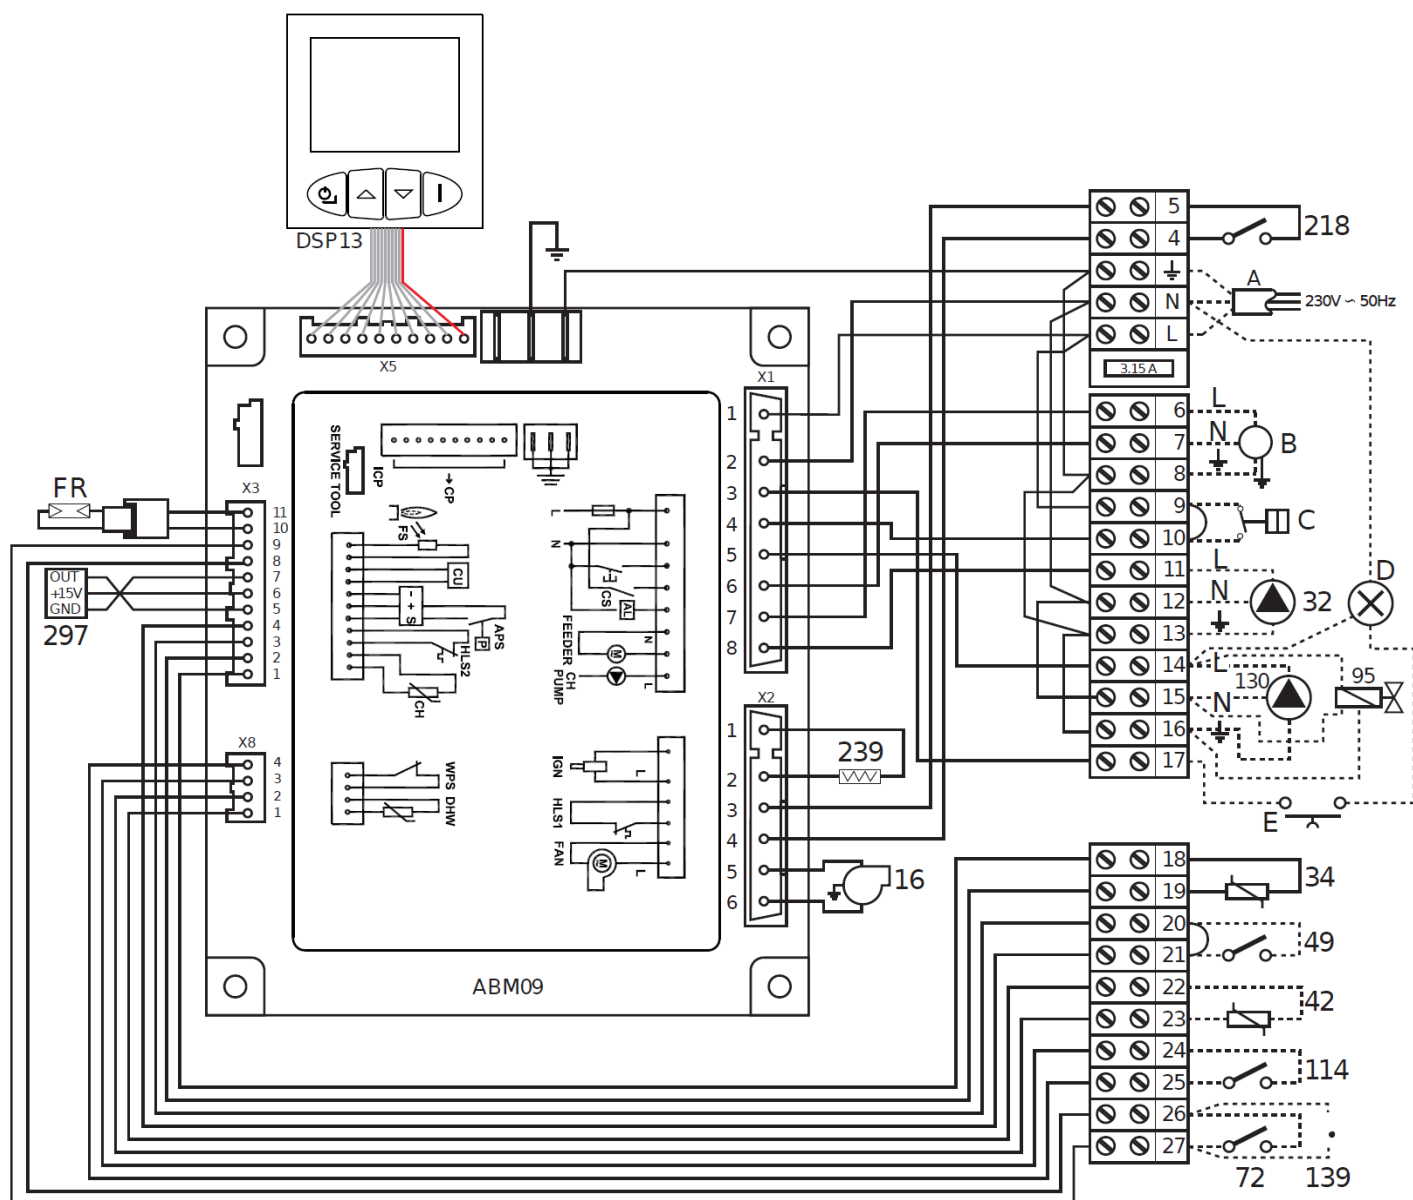 DSP13
X5
X1
1
2
3
4
5
6
7
8
X2
1
2
3
4
5
6
239
16
X3
11
10
9
8
7
6
5
4
3
2
1
FR
OUT
+15V
GND
297
X8
4
3
2
1
SERVICE TOOL
ICP
CP
FS
CU
- + S
APS
P
HLS2
CH
WPS
DHW
L
N
CS
AL
FEEDER
CH PUMP
N
M
L
IGN
L
HLS1
FAN
M
L
ABM09
5
4
N
L
3.15 A
6
7
8
9
10
11
12
13
14
15
16
17
218
A
230V ~ 50Hz
L
N
B
C
L
N
32
D
L
130
N
95
E
18
19
20
21
22
23
24
25
26
27
34
49
42
114
72
139